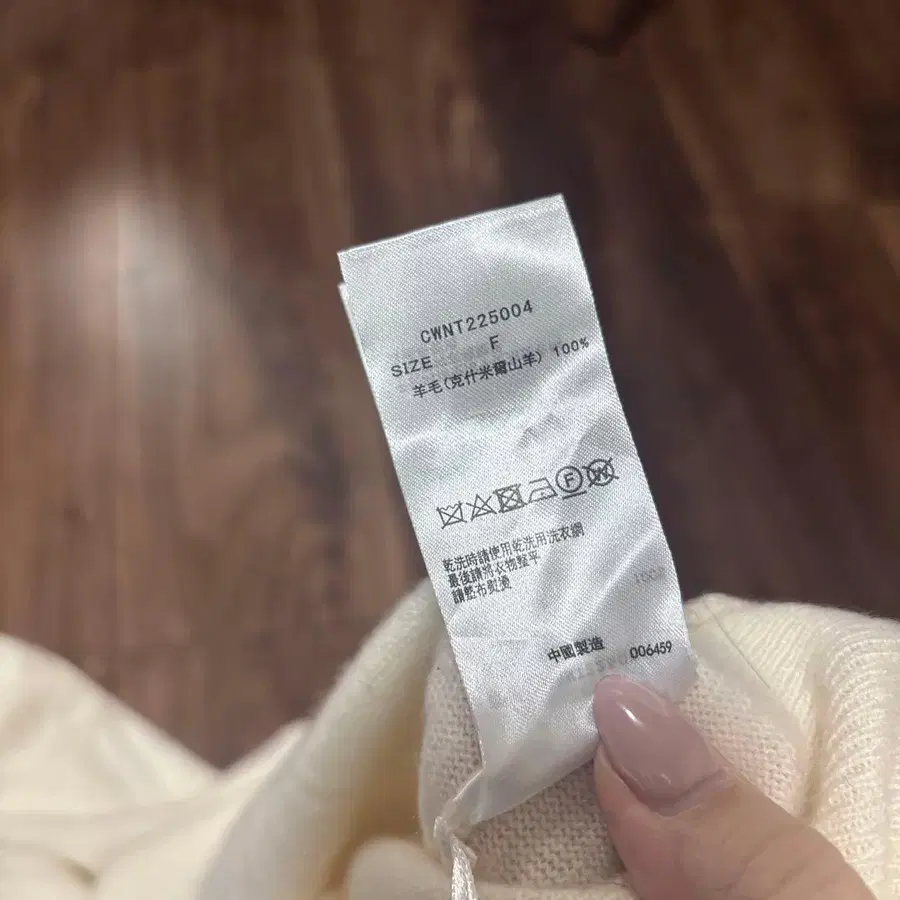 CWNT225004
SIZE F
羊毛(克什米爾山羊) 100%
F W
乾洗時請使用乾洗用洗衣網
最後請將衣物整平
請墊布熨燙
中國製造 006459